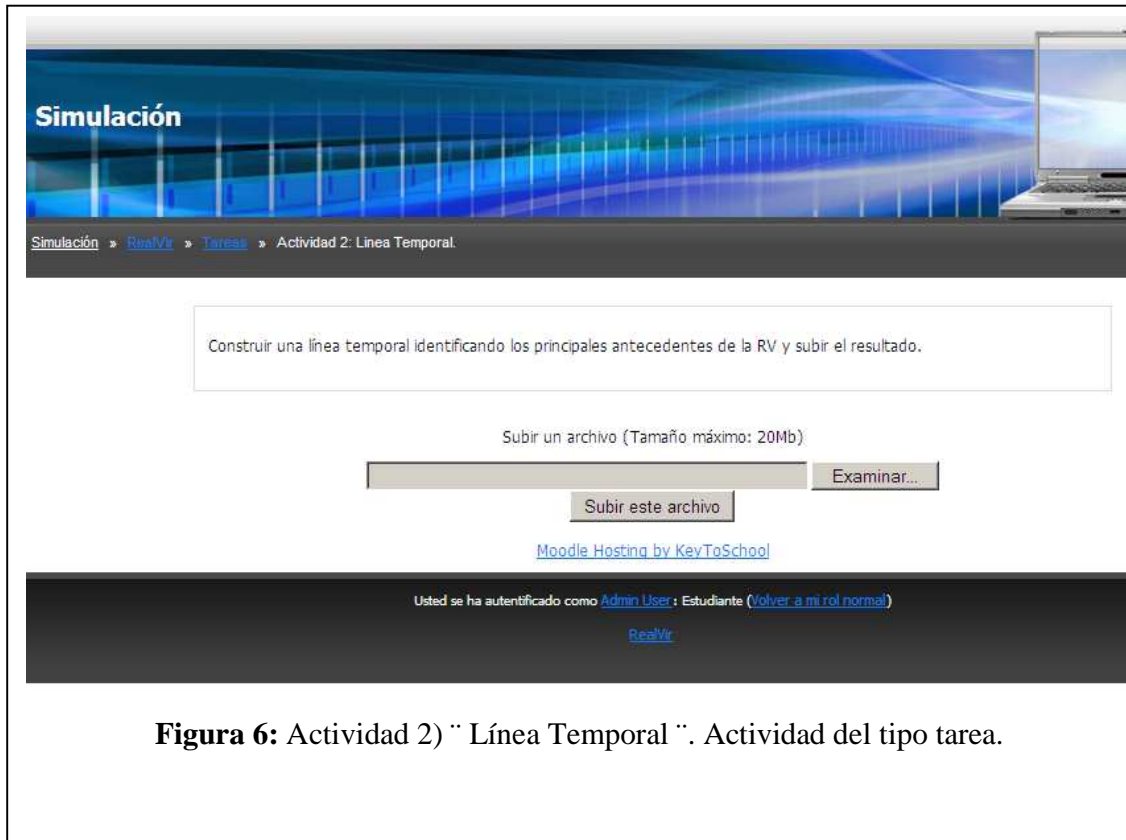 Simulación
Simulación » RealVir » Tareas » Actividad 2: Linea Temporal.
Construir una línea temporal identificando los principales antecedentes de la RV y subir el resultado.
Subir un archivo (Tamaño máximo: 20Mb)
Examinar...
Subir este archivo
Moodle Hosting by KeyToSchool
Usted se ha autentificado como Admin User: Estudiante (Volver a mi rol normal)
RealVir
Figura 6: Actividad 2) ¨ Línea Temporal ¨. Actividad del tipo tarea.